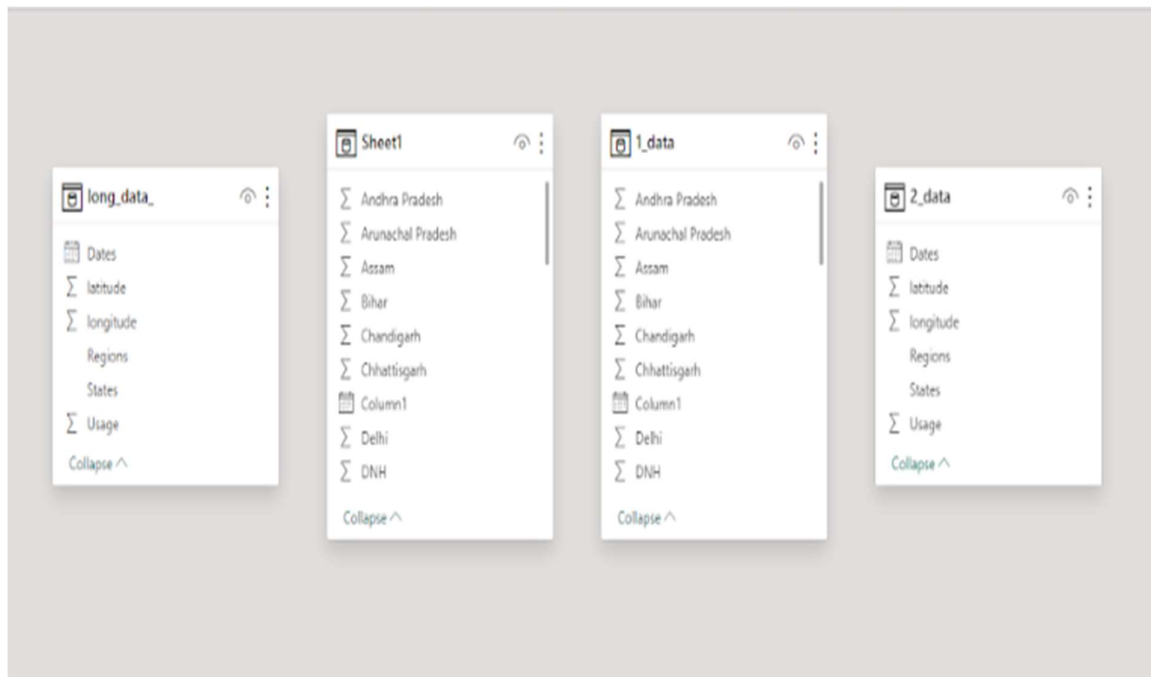 long_data_
Dates
latitude
longitude
Regions
States
Usage
Collapse
Sheet1
Andhra Pradesh
Arunachal Pradesh
Assam
Bihar
Chandigarh
Chhattisgarh
Column1
Delhi
DNH
Collapse
1_data
Andhra Pradesh
Arunachal Pradesh
Assam
Bihar
Chandigarh
Chhattisgarh
Column1
Delhi
DNH
Collapse
2_data
Dates
latitude
longitude
Regions
States
Usage
Collapse